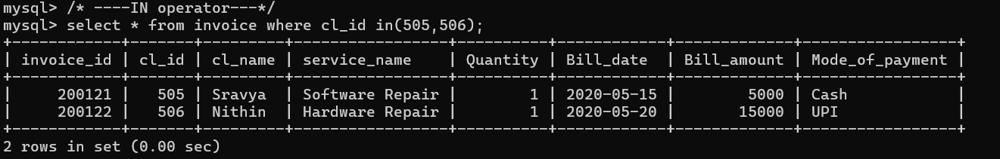 mysql> /* ----IN operator---*/
mysql> select * from invoice where cl_id in(505,506);
+------------+-------+---------+-----------------+----------+------------+-------------+-----------------+
| invoice_id | cl_id | cl_name | service_name    | Quantity | Bill_date  | Bill_amount | Mode_of_payment |
+------------+-------+---------+-----------------+----------+------------+-------------+-----------------+
|     200121 |   505 | Sravya  | Software Repair |        1 | 2020-05-15 |        5000 | Cash            |
|     200122 |   506 | Nithin  | Hardware Repair |        1 | 2020-05-20 |       15000 | UPI             |
+------------+-------+---------+-----------------+----------+------------+-------------+-----------------+
2 rows in set (0.00 sec)